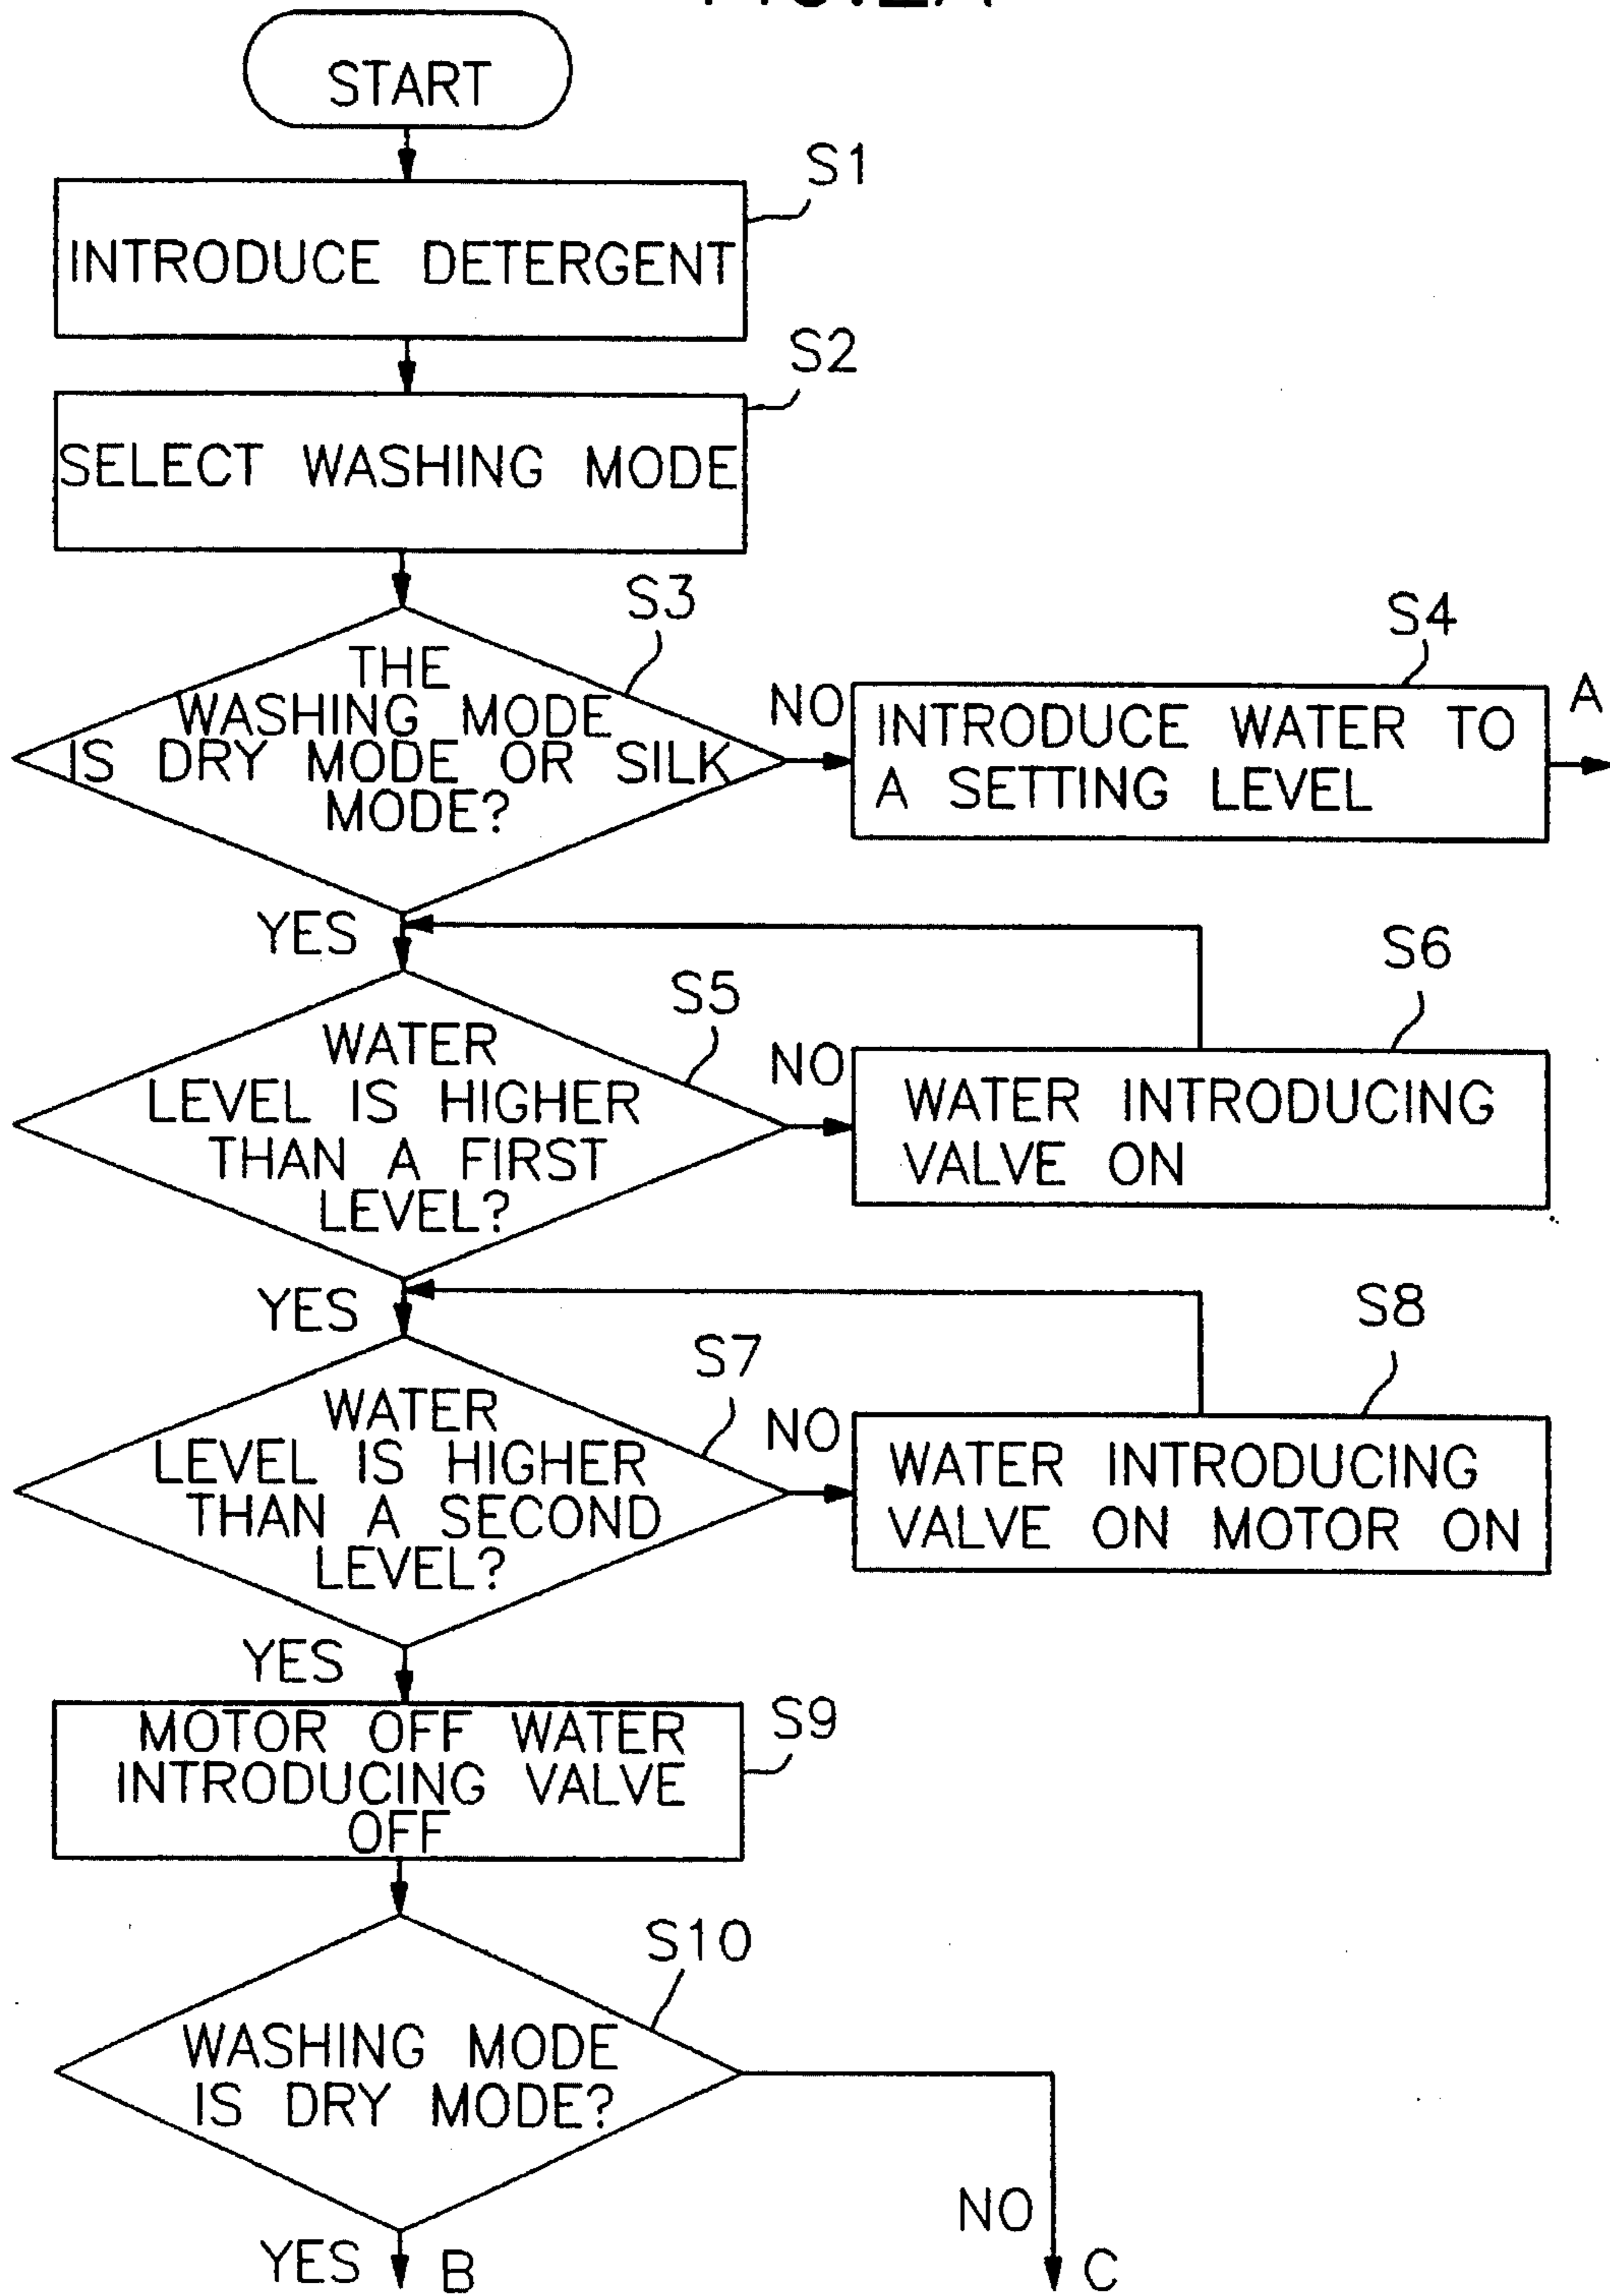 START
S1
INTRODUCE DETERGENT
S2
SELECT WASHING MODE
S3
THE
WASHING MODE
IS DRY MODE OR SILK
MODE?
NO
S4
INTRODUCE WATER TO
A SETTING LEVEL
A
YES
S5
WATER
LEVEL IS HIGHER
THAN A FIRST
LEVEL?
NO
S6
WATER INTRODUCING
VALVE ON
YES
S7
WATER
LEVEL IS HIGHER
THAN A SECOND
LEVEL?
NO
S8
WATER INTRODUCING
VALVE ON MOTOR ON
YES
S9
MOTOR OFF WATER
INTRODUCING VALVE
OFF
S10
WASHING MODE
IS DRY MODE?
NO
C
YES
B